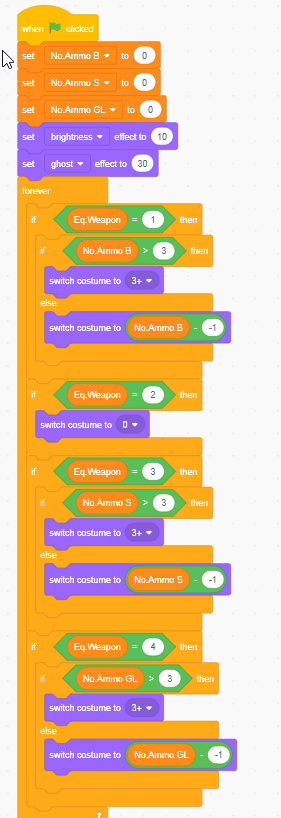 when clicked
set No.Ammo B to 0
set No.Ammo S to 0
set No.Ammo GL to 0
set brightness effect to 10
set ghost effect to 30
forever
if Eq.Weapon = 1 then
if No.Ammo B > 3 then
switch costume to 3+
else
switch costume to No.Ammo B - -1
if Eq.Weapon = 2 then
switch costume to 0
if Eq.Weapon = 3 then
if No.Ammo S > 3 then
switch costume to 3+
else
switch costume to No.Ammo S - -1
if Eq.Weapon = 4 then
if No.Ammo GL > 3 then
switch costume to 3+
else
switch costume to No.Ammo GL - -1